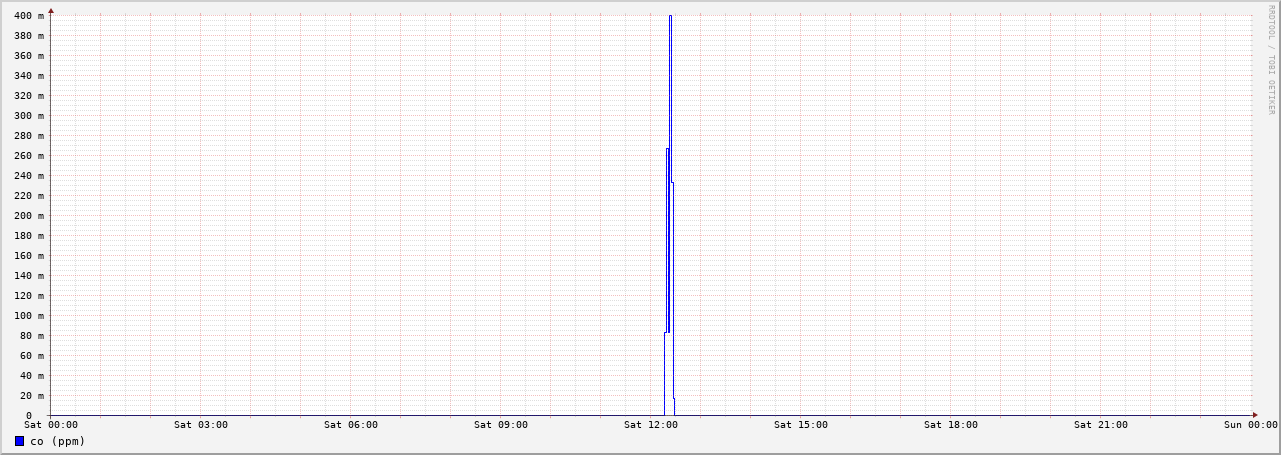 RRDTOOL / TOBI OETIKER
400 m
380 m
360 m
340 m
320 m
300 m
280 m
260 m
240 m
220 m
200 m
180 m
160 m
140 m
120 m
100 m
80 m
60 m
40 m
20 m
0
Sat 00:00 Sat 03:00 Sat 06:00 Sat 09:00 Sat 12:00 Sat 15:00 Sat 18:00 Sat 21:00 Sun 00:00
co (ppm)